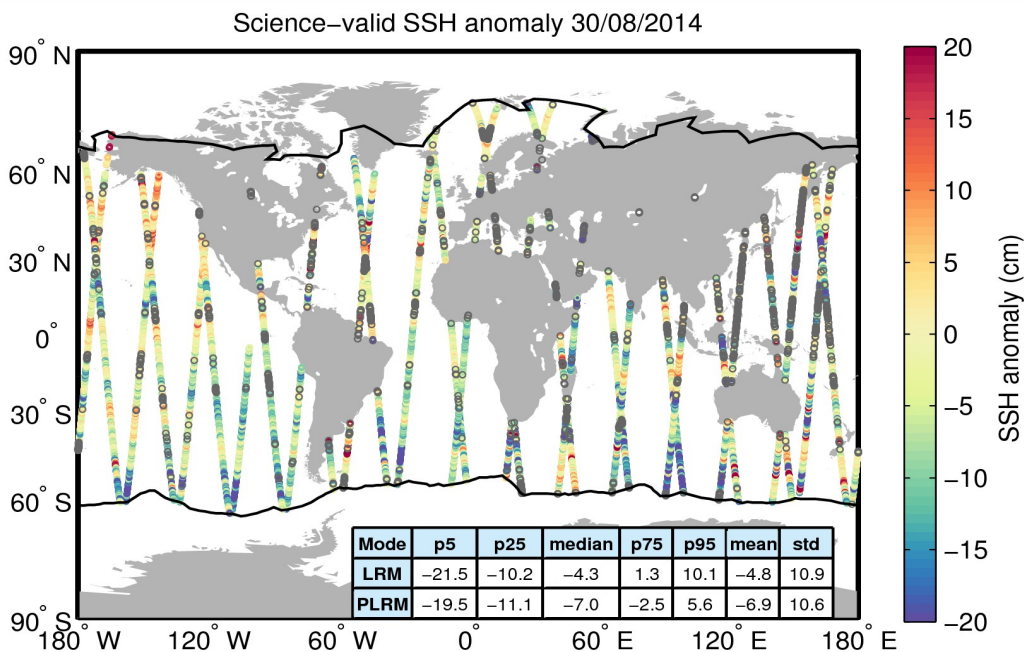 Science−valid SSH anomaly 30/08/2014
90° N
60° N
30° N
0°
30° S
60° S
90° S
180° W 120° W 60° W 0° 60° E 120° E 180° E
Mode p5 p25 median p75 p95 mean std
LRM −21.5 −10.2 −4.3 1.3 10.1 −4.8 10.9
PLRM −19.5 −11.1 −7.0 −2.5 5.6 −6.9 10.6
20
15
10
5
0
−5
−10
−15
−20
SSH anomaly (cm)